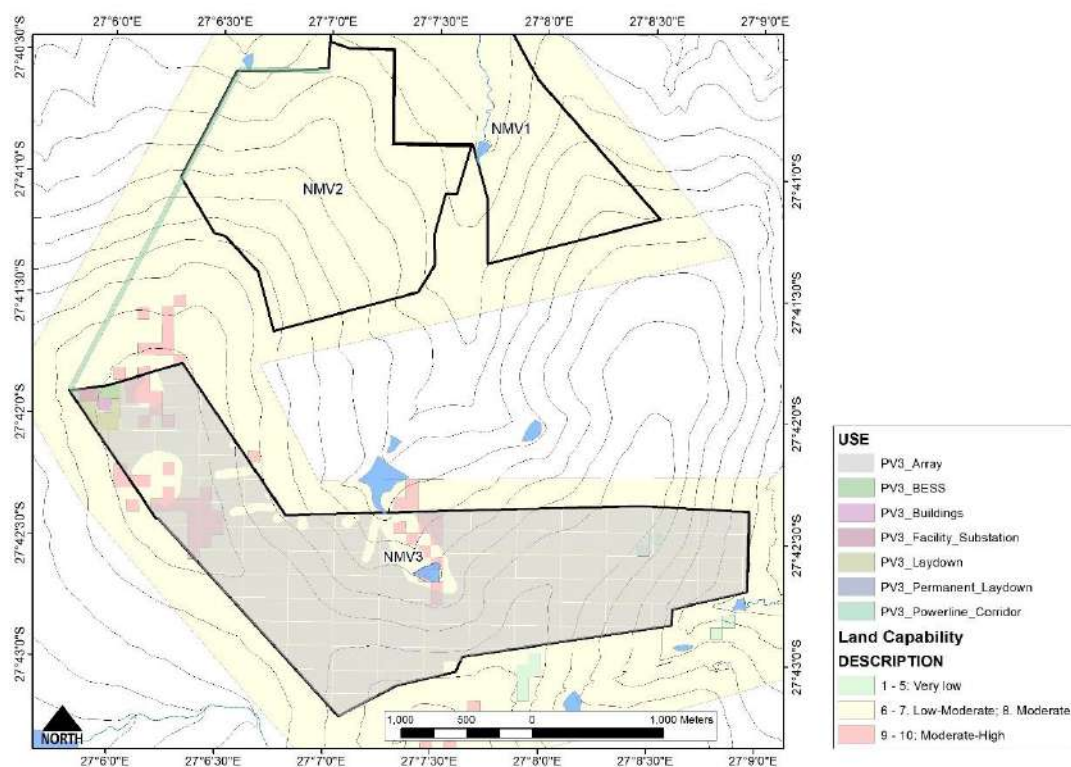 27°6'0"E 27°6'30"E 27°7'0"E 27°7'30"E 27°8'0"E 27°8'30"E 27°9'0"E
27°40'30"S 27°40'30"S
NMV1
27°41'0"S 27°41'0"S
NMV2
27°41'30"S 27°41'30"S
27°42'0"S 27°42'0"S
27°42'30"S 27°42'30"S
NMV3
27°43'0"S 27°43'0"S
1,000 500 0 1,000 Meters
NORTH
27°6'0"E 27°6'30"E 27°7'0"E 27°7'30"E 27°8'0"E 27°8'30"E 27°9'0"E
USE
PV3_Array
PV3_BESS
PV3_Buildings
PV3_Facility_Substation
PV3_Laydown
PV3_Permanent_Laydown
PV3_Powerline_Corridor
Land Capability
DESCRIPTION
1 - 5: Very low
6 - 7. Low-Moderate; 8. Moderate
9 - 10; Moderate-High